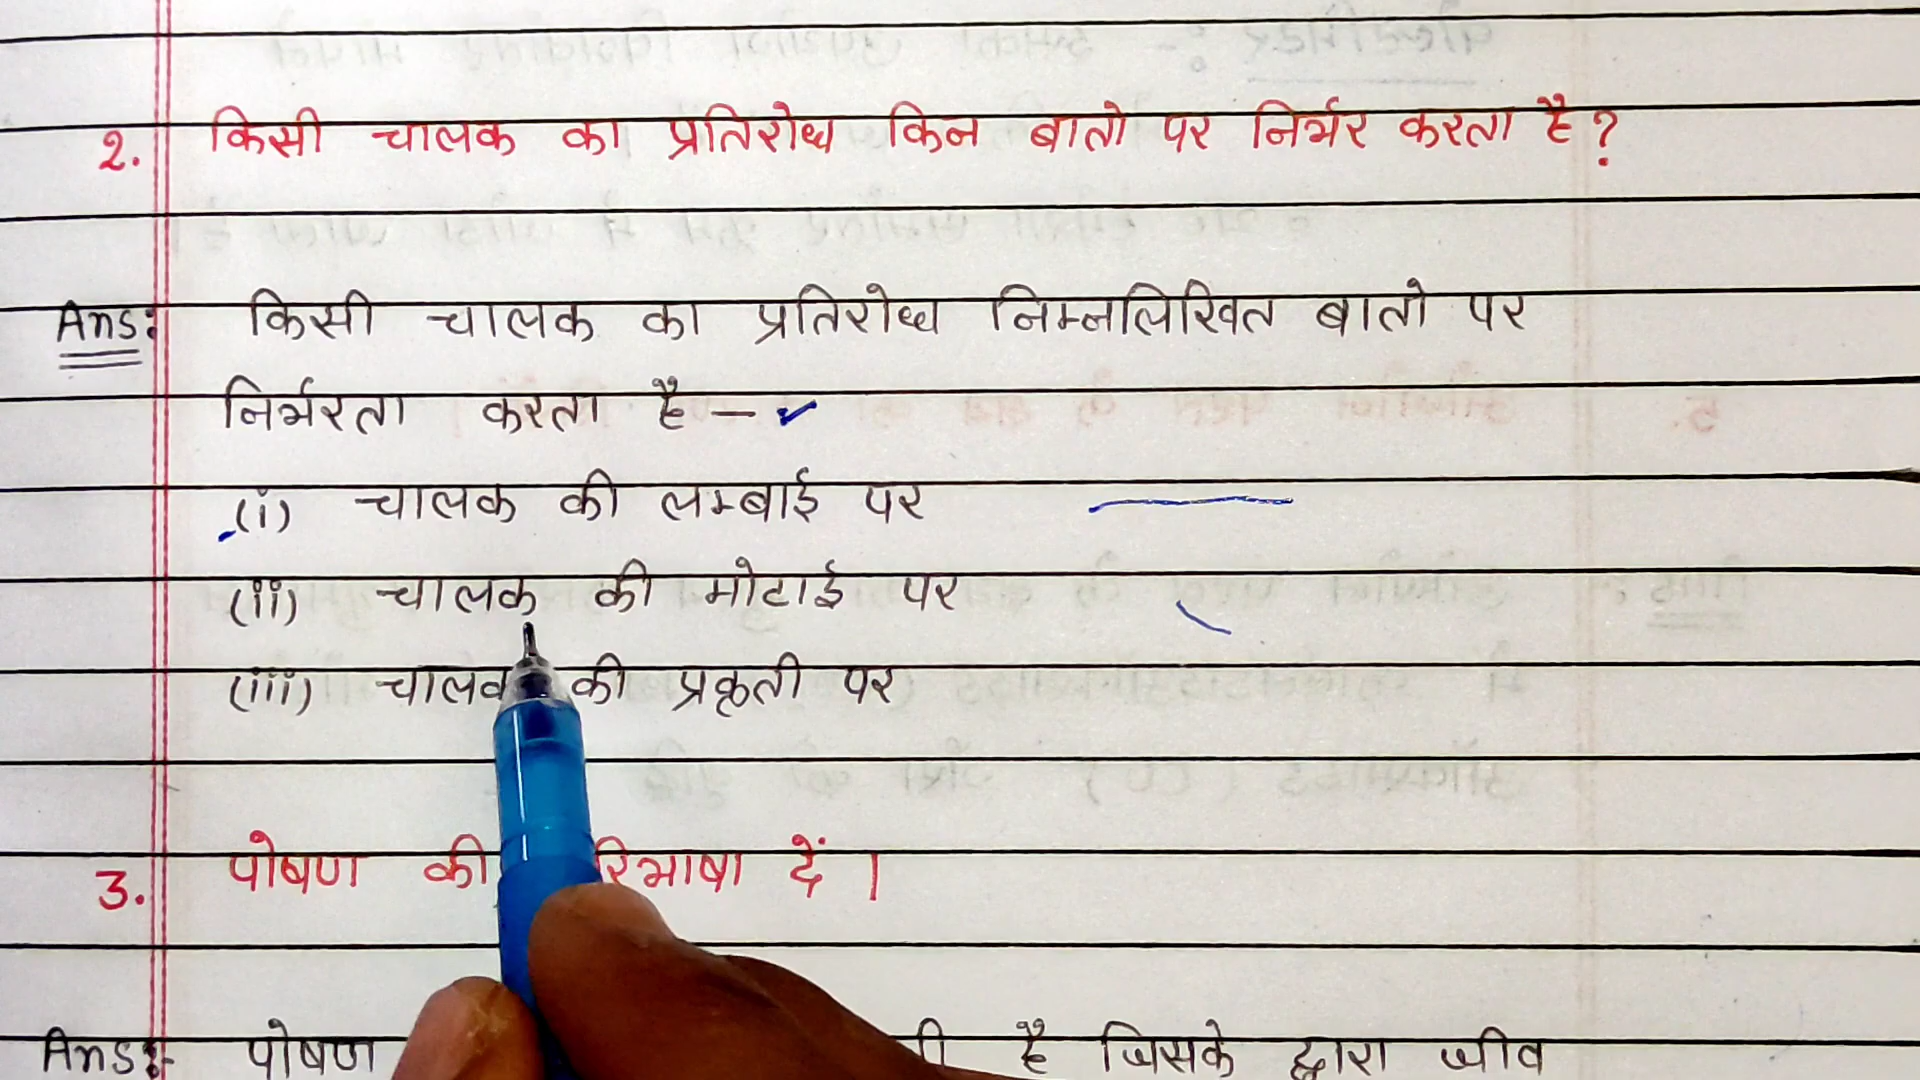 2. किसी चालक का प्रतिरोध किन बातो पर निर्भर करता है?
Ans: किसी चालक का प्रतिरोध निम्नलिखित बातो पर
निर्भरता करता है –
(i) चालक की लम्बाई पर
(ii) चालक की मोटाई पर
(iii) चालक की प्रकृती पर
3. पोषण की दें ।
Ans:- पोषण है जिसके द्वारा जीव